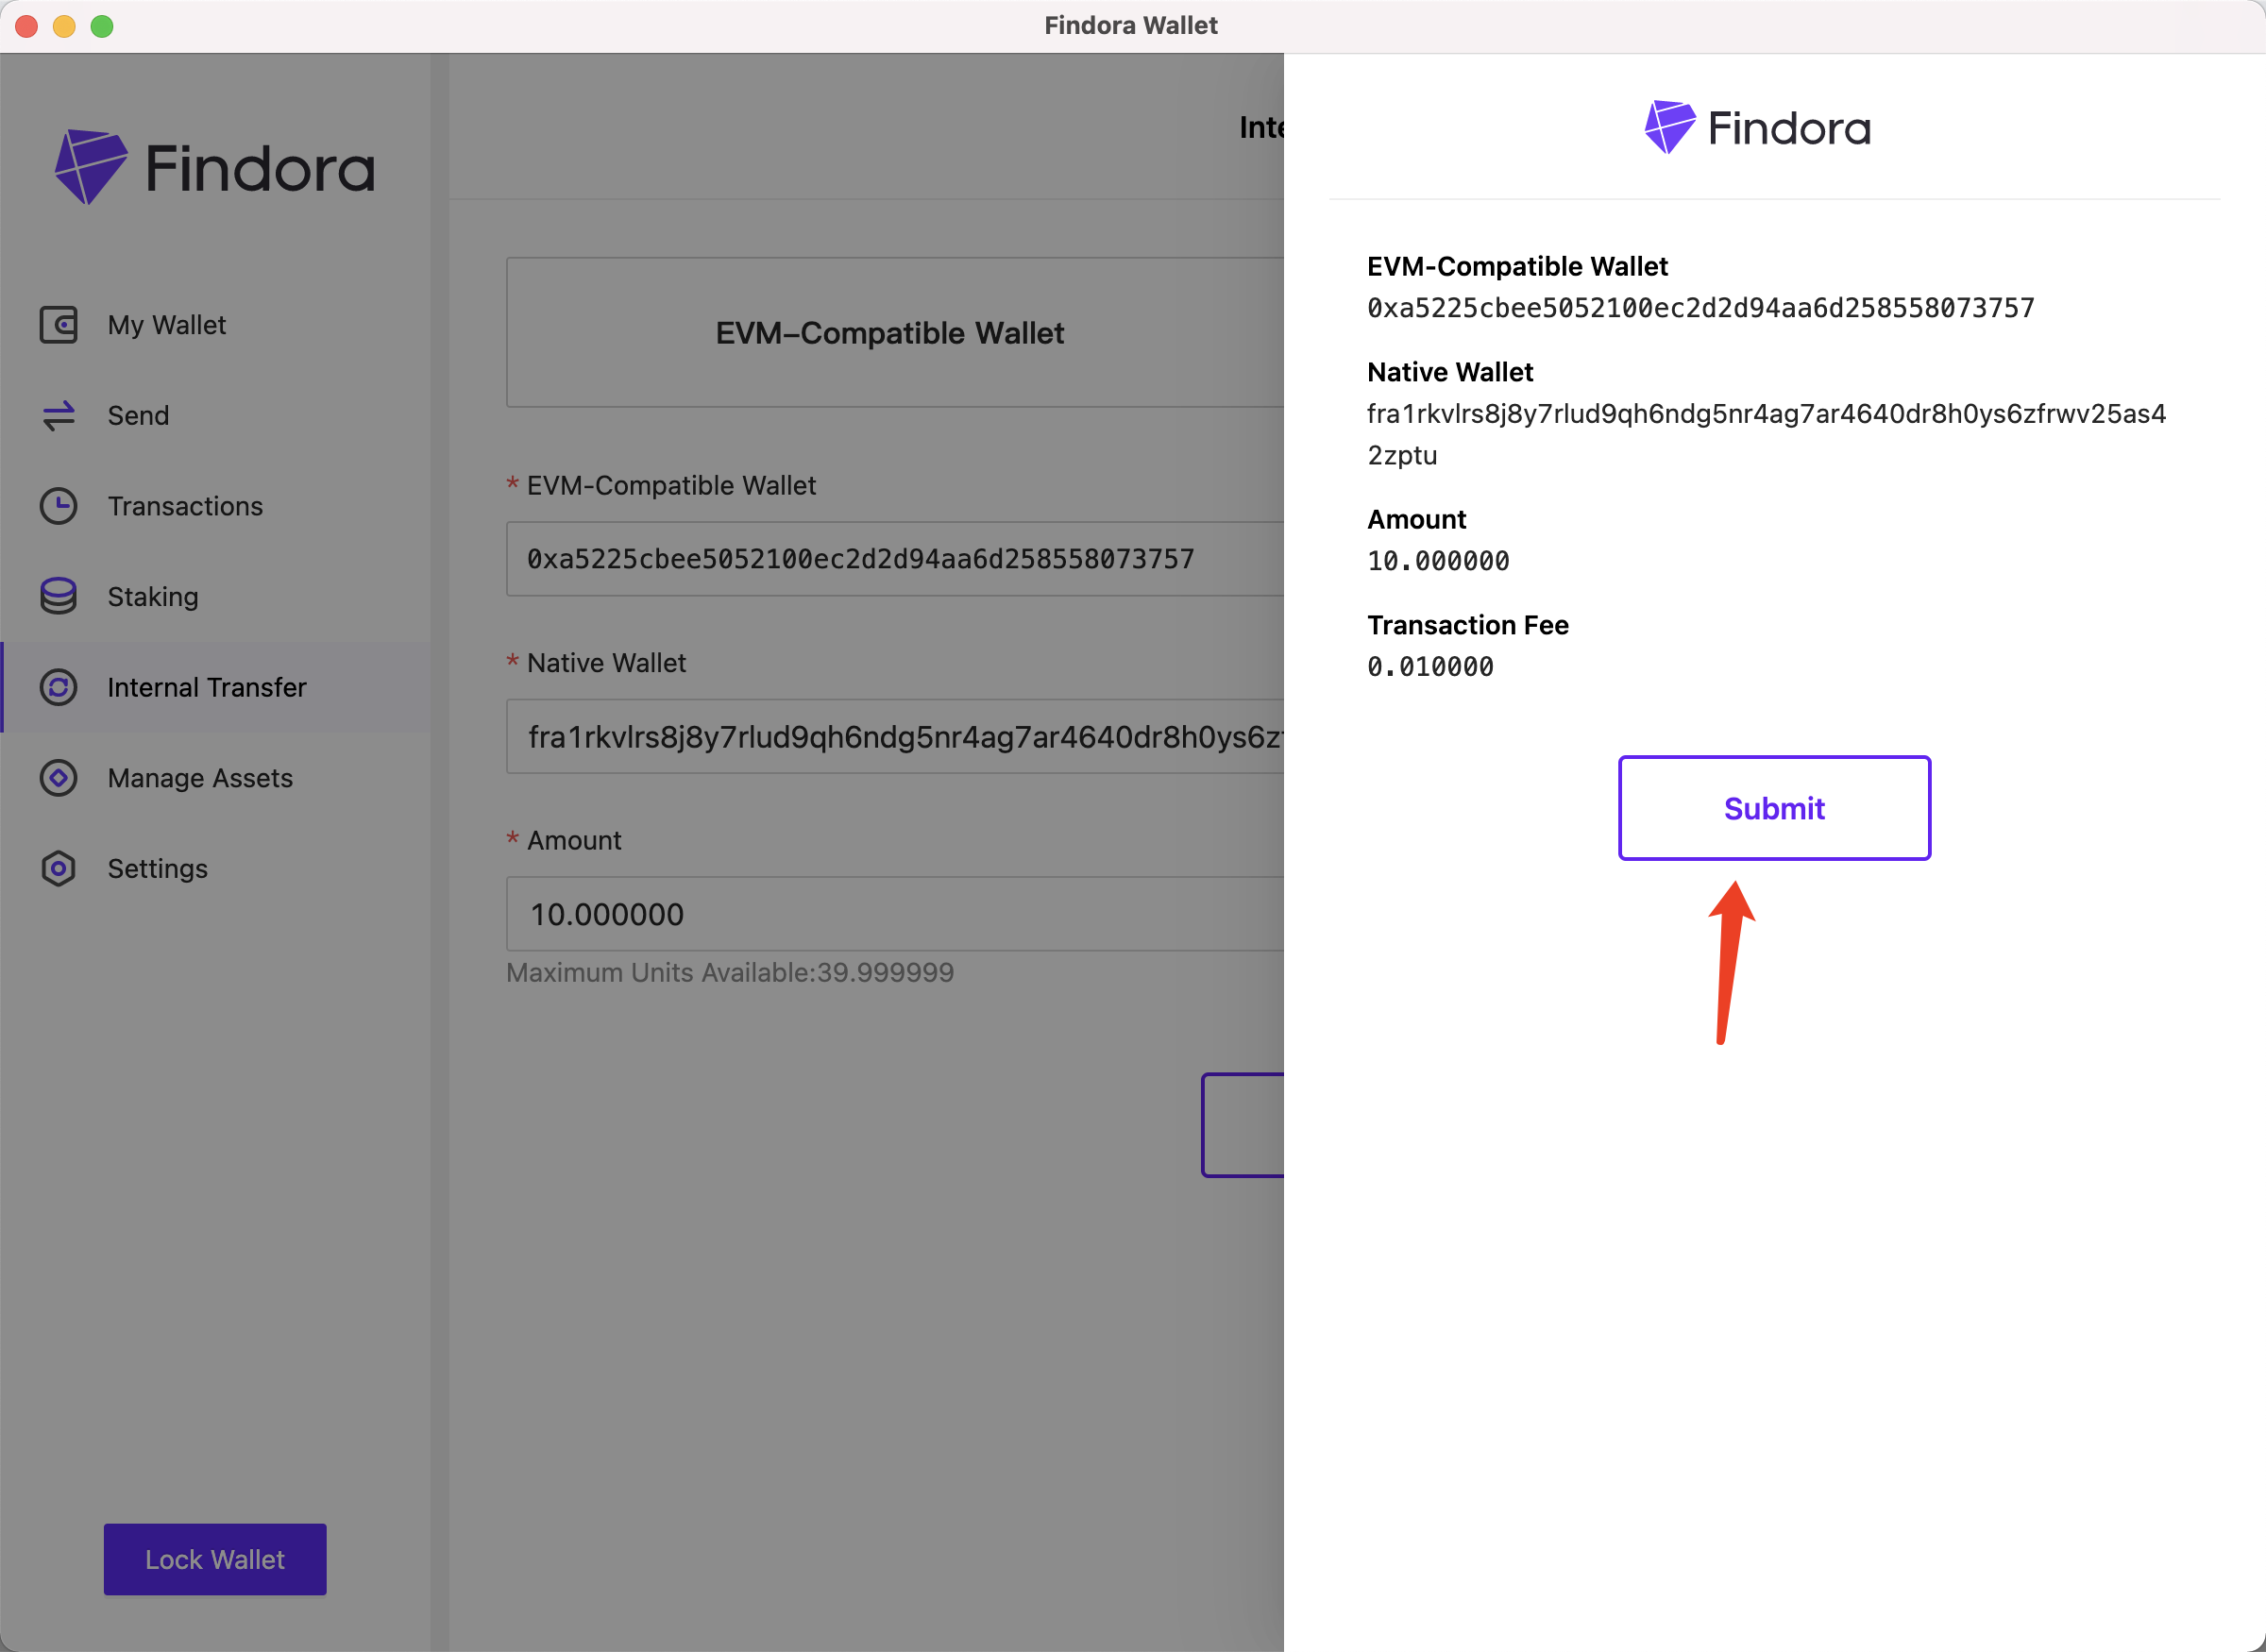 Findora Wallet
Findora
My Wallet
Send
Transactions
Staking
Internal Transfer
Manage Assets
Settings
Lock Wallet
EVM-Compatible Wallet
* EVM-Compatible Wallet
0xa5225cbee5052100ec2d2d94aa6d258558073757
* Native Wallet
fra1rkvlrs8j8y7rlud9qh6ndg5nr4ag7ar4640dr8h0ys6z
* Amount
10.000000
Maximum Units Available:39.999999
Findora
EVM-Compatible Wallet
0xa5225cbee5052100ec2d2d94aa6d258558073757
Native Wallet
fra1rkvlrs8j8y7rlud9qh6ndg5nr4ag7ar4640dr8h0ys6zfrwv25as4
2zptu
Amount
10.000000
Transaction Fee
0.010000
Submit